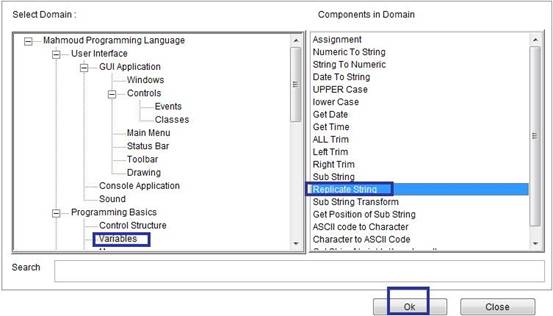 Select Domain :
Mahmoud Programming Language
User Interface
GUI Application
Windows
Controls
Events
Classes
Main Menu
Status Bar
Toolbar
Drawing
Console Application
Sound
Programming Basics
Control Structure
Variables
Components in Domain
Assignment
Numeric To String
String To Numeric
Date To String
UPPER Case
lower Case
Get Date
Get Time
ALL Trim
Left Trim
Right Trim
Sub String
Replicate String
Sub String Transform
Get Position of Sub String
ASCII code to Character
Character to ASCII Code
Search
Ok
Close